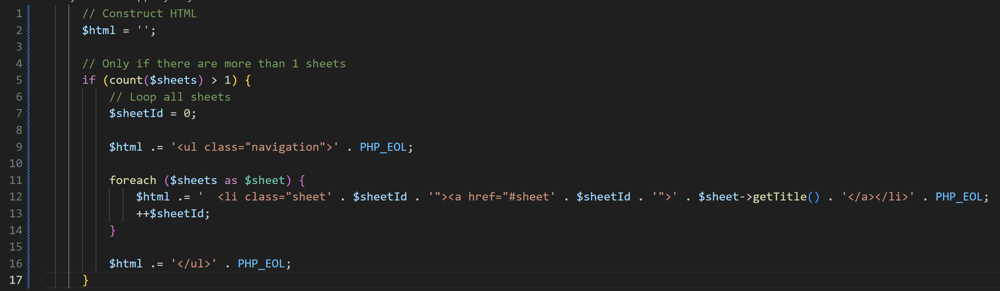 1 // Construct HTML
2 $html = '';
3
4 // Only if there are more than 1 sheets
5 if (count($sheets) > 1) {
6 // Loop all sheets
7 $sheetId = 0;
8
9 $html .= '<ul class="navigation">' . PHP_EOL;
10
11 foreach ($sheets as $sheet) {
12 $html .= '  <li class="sheet' . $sheetId . '"><a href="#sheet' . $sheetId . '">' . $sheet->getTitle() . '</a></li>' . PHP_EOL;
13 ++$sheetId;
14 }
15
16 $html .= '</ul>' . PHP_EOL;
17 }